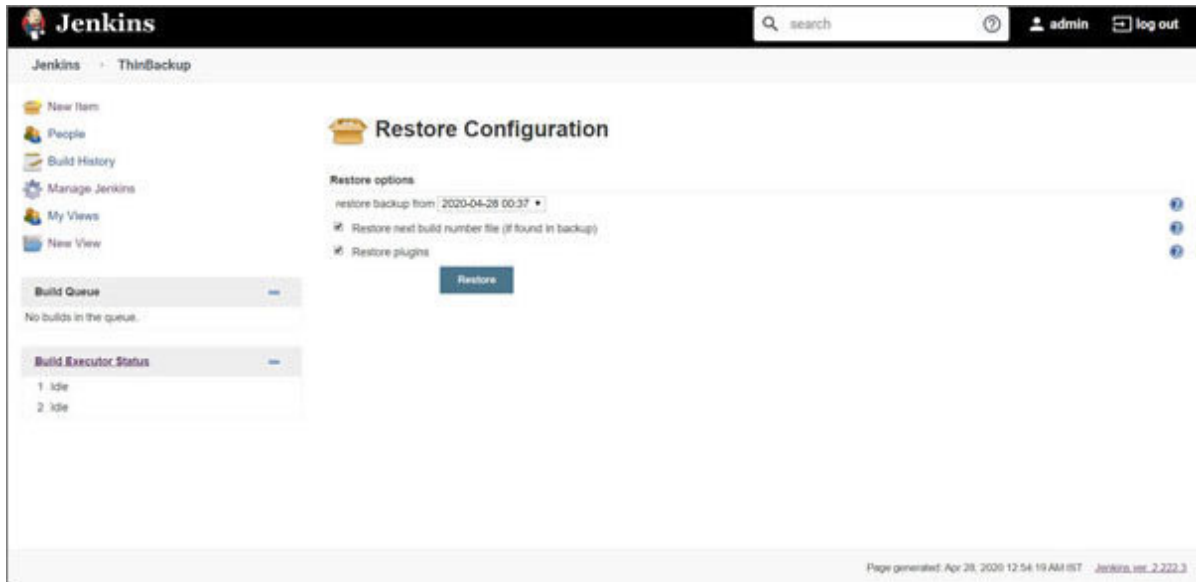 Jenkins
search
admin
log out
Jenkins
ThinBackup
New Item
People
Build History
Manage Jenkins
My Views
New View
Build Queue
No builds in the queue.
Build Executor Status
1 Idle
2 Idle
Restore Configuration
Restore options
restore backup from 2020-04-28 00:37
Restore next build number file (if found in backup)
Restore plugins
Restore
Page generated: Apr 28, 2020 12:54:19 AM IST Jenkins ver. 2.222.3